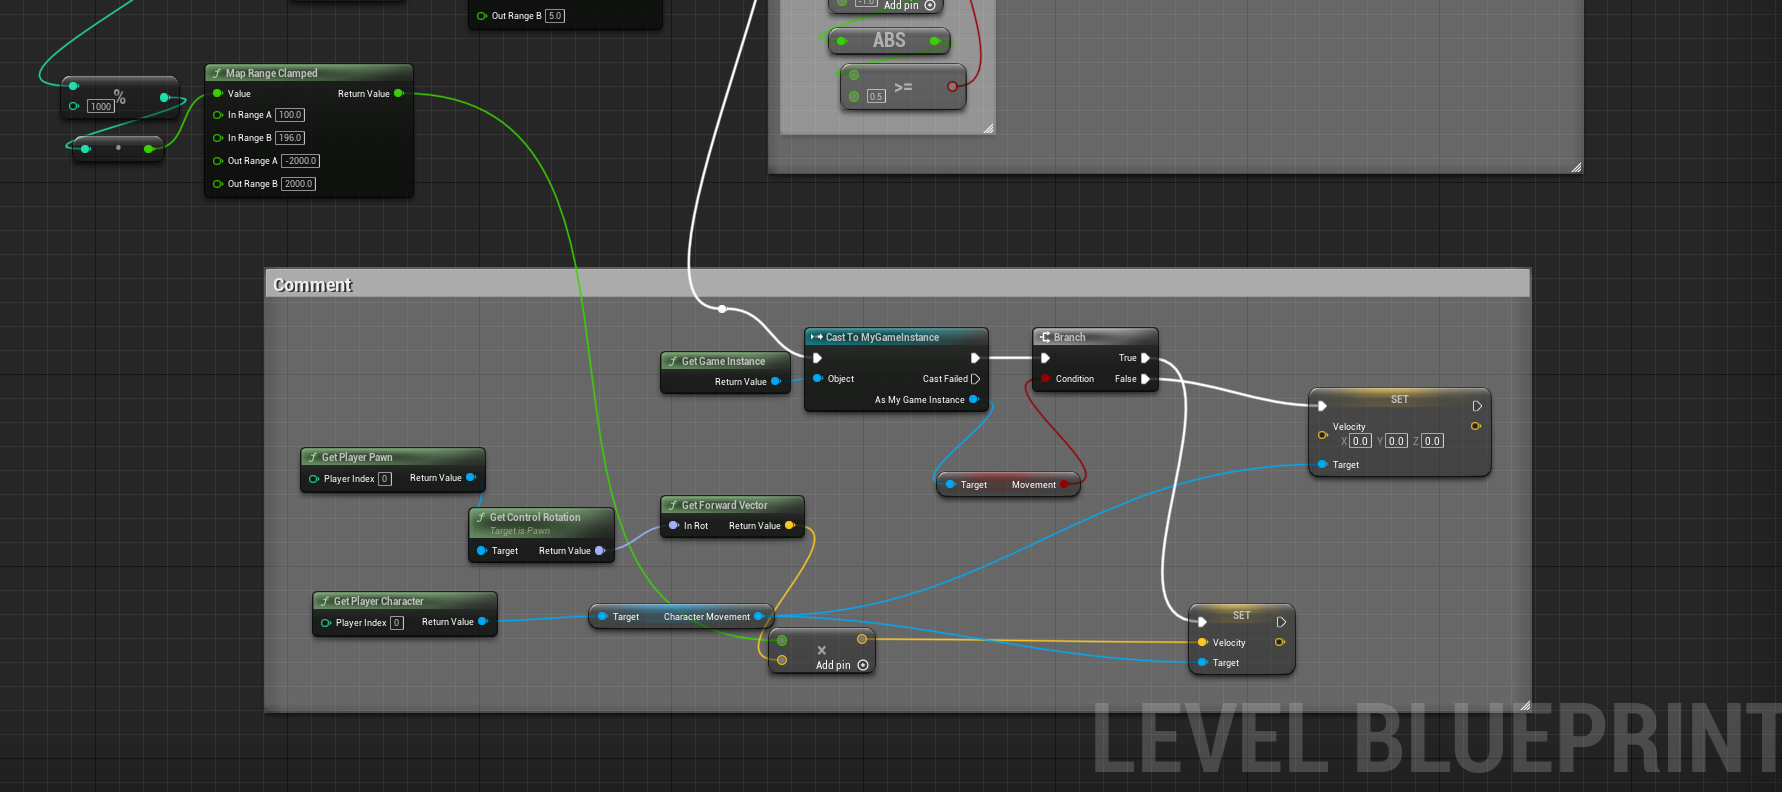 Out Range B 5.0
-1.0
Add pin
ABS
>=
0.5
%
1000
Map Range Clamped
Value Return Value
In Range A 100.0
In Range B 196.0
Out Range A -2000.0
Out Range B 2000.0
Comment
Get Game Instance
Return Value
Cast To MyGameInstance
Object Cast Failed
As My Game Instance
Branch
True
Condition False
SET
Velocity
X 0.0 Y 0.0 Z 0.0
Target
Target Movement
Get Player Pawn
Player Index 0 Return Value
Get Control Rotation
Target is Pawn
Target Return Value
Get Forward Vector
In Rot Return Value
Get Player Character
Player Index 0 Return Value
Target Character Movement
×
Add pin
SET
Velocity
Target
LEVEL BLUEPRINT